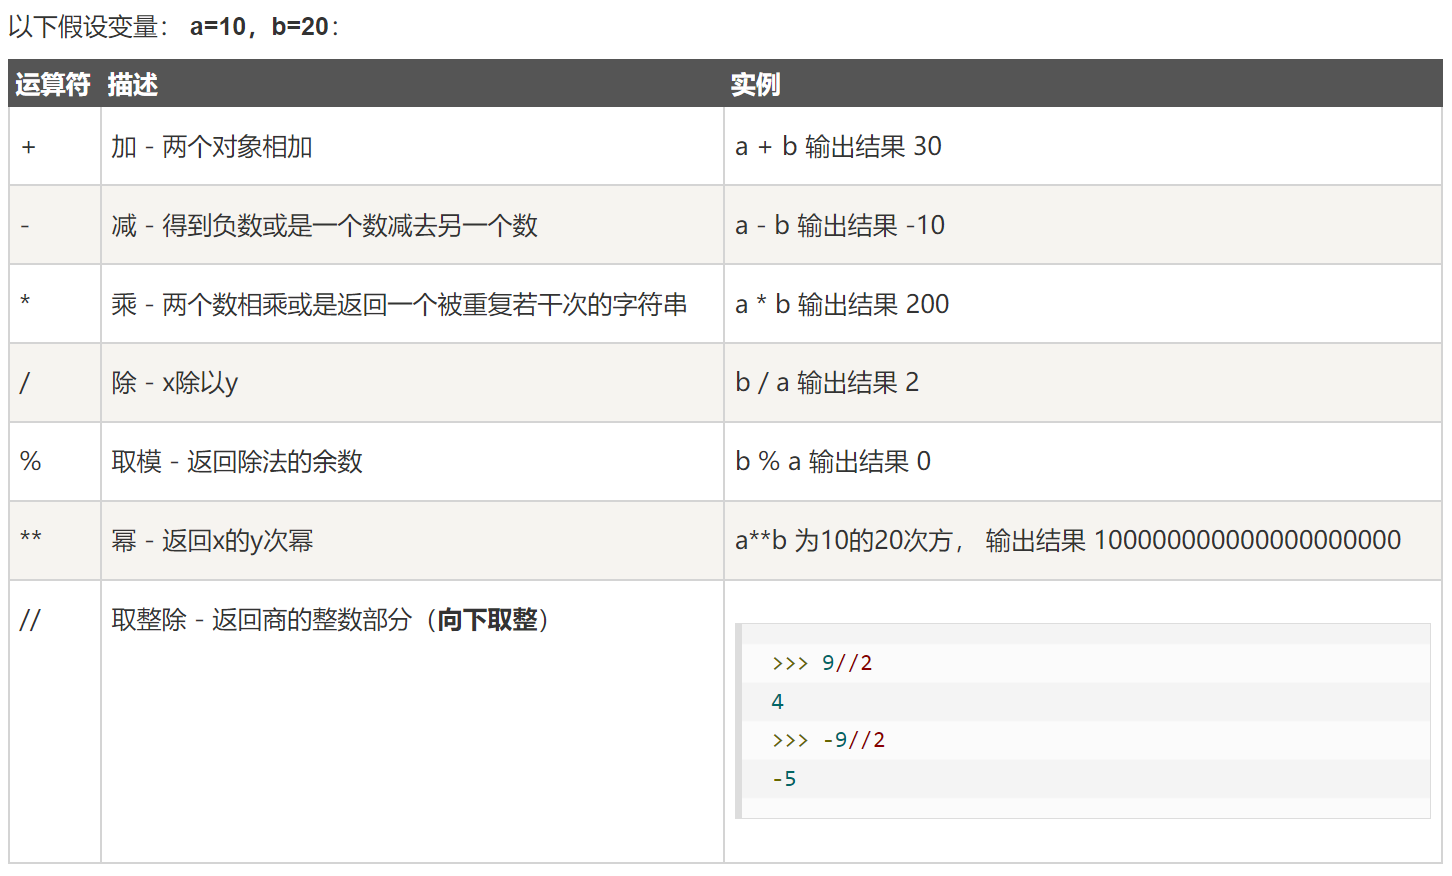 以下假设变量： a=10，b=20：
运算符 描述 实例
+ 加 - 两个对象相加 a + b 输出结果 30
- 减 - 得到负数或是一个数减去另一个数 a - b 输出结果 -10
* 乘 - 两个数相乘或是返回一个被重复若干次的字符串 a * b 输出结果 200
/ 除 - x除以y b / a 输出结果 2
% 取模 - 返回除法的余数 b % a 输出结果 0
** 幂 - 返回x的y次幂 a**b 为10的20次方， 输出结果 100000000000000000000
// 取整除 - 返回商的整数部分（向下取整）
>>> 9//2
4
>>> -9//2
-5